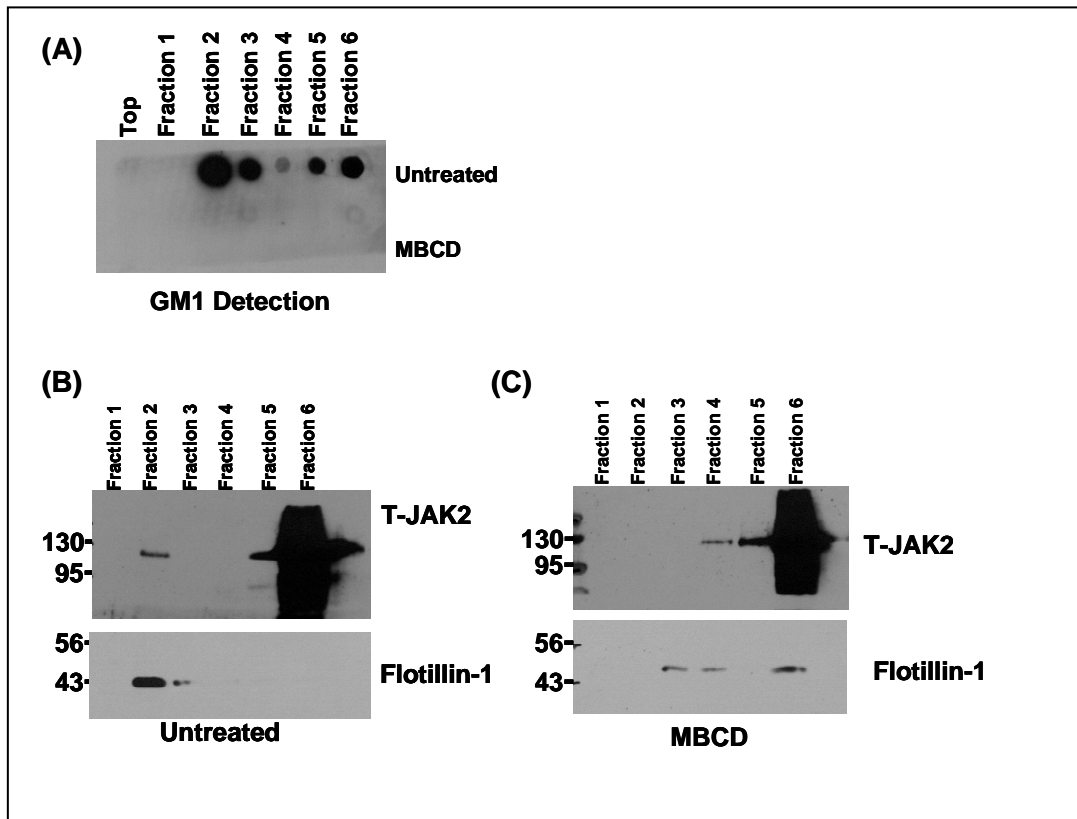 (A)
Top
Fraction 1
Fraction 2
Fraction 3
Fraction 4
Fraction 5
Fraction 6
Untreated
MBCD
GM1 Detection
(B)
Fraction 1
Fraction 2
Fraction 3
Fraction 4
Fraction 5
Fraction 6
T-JAK2
130-
95-
56-
43-
Flotillin-1
Untreated
(C)
Fraction 1
Fraction 2
Fraction 3
Fraction 4
Fraction 5
Fraction 6
130-
95-
T-JAK2
56-
43-
Flotillin-1
MBCD